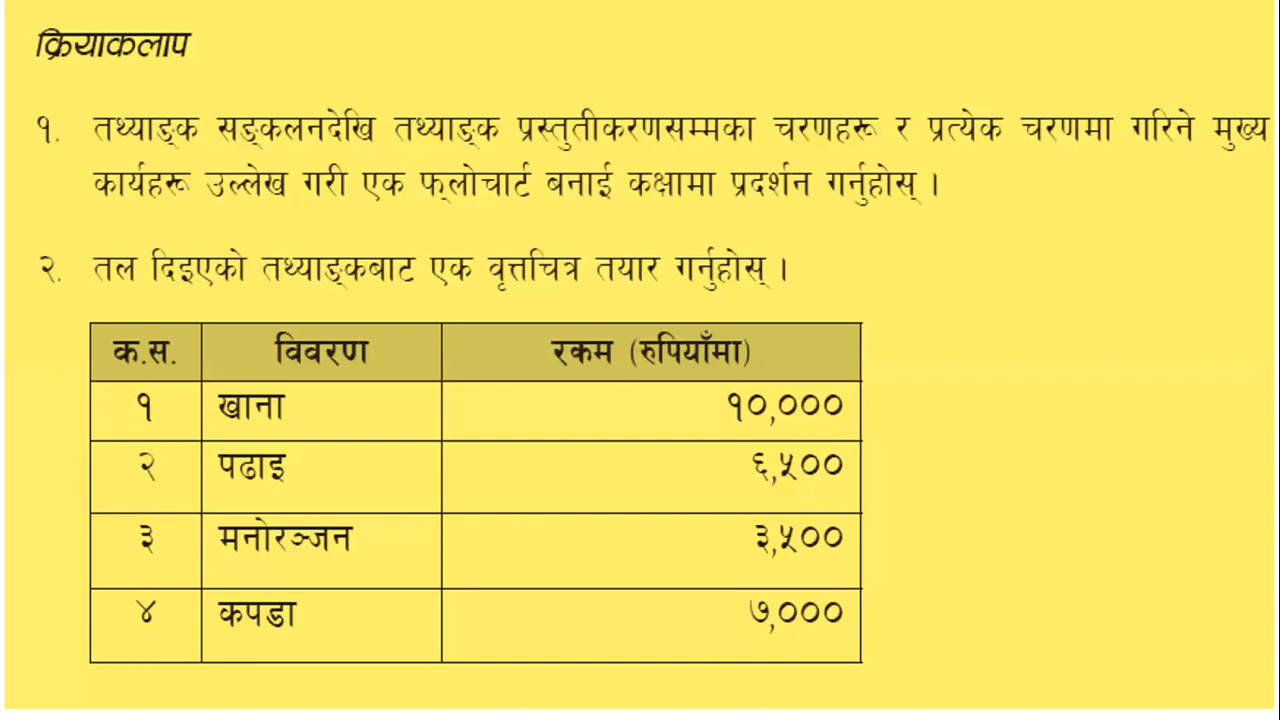 क्रियाकलाप
१. तथ्याङ्क सङ्कलनदेखि तथ्याङ्क प्रस्तुतीकरणसम्मका चरणहरू र प्रत्येक चरणमा गरिने मुख्य
कार्यहरू उल्लेख गरी एक फ्लोचार्ट बनाई कक्षामा प्रदर्शन गर्नुहोस् ।
२. तल दिइएको तथ्याङ्कबाट एक वृत्तचित्र तयार गर्नुहोस् ।
क.स. विवरण रकम (रुपियाँमा)
१ खाना १०,०००
२ पढाइ ६,५००
३ मनोरञ्जन ३,५००
४ कपडा ७,०००